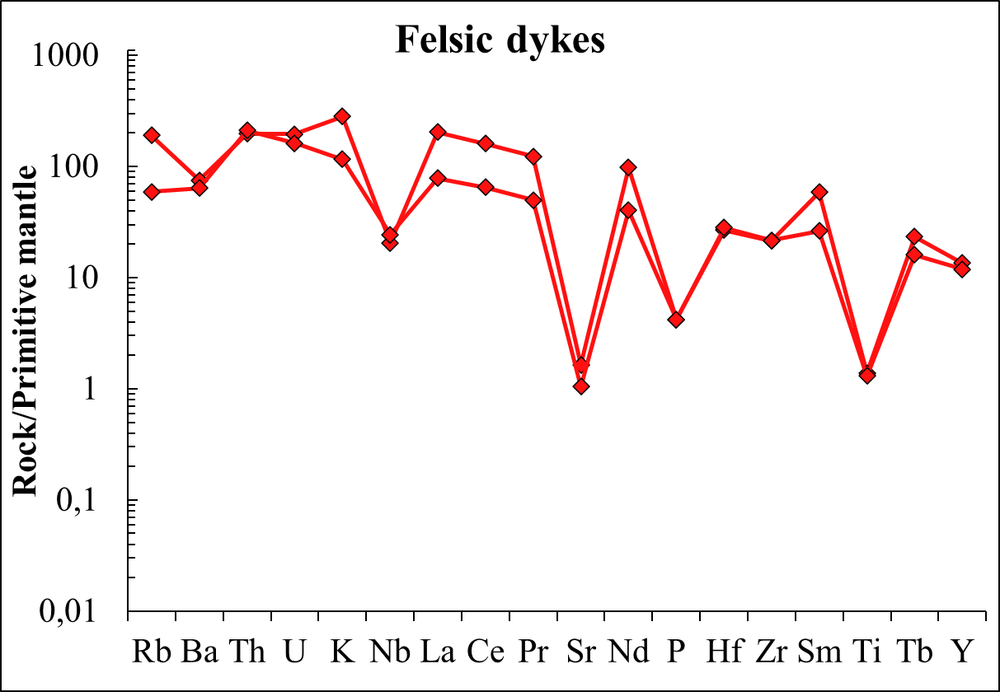 Felsic dykes
Rock/Primitive mantle
1000
100
10
1
0,1
0,01
Rb Ba Th U K Nb La Ce Pr Sr Nd P Hf Zr Sm Ti Tb Y